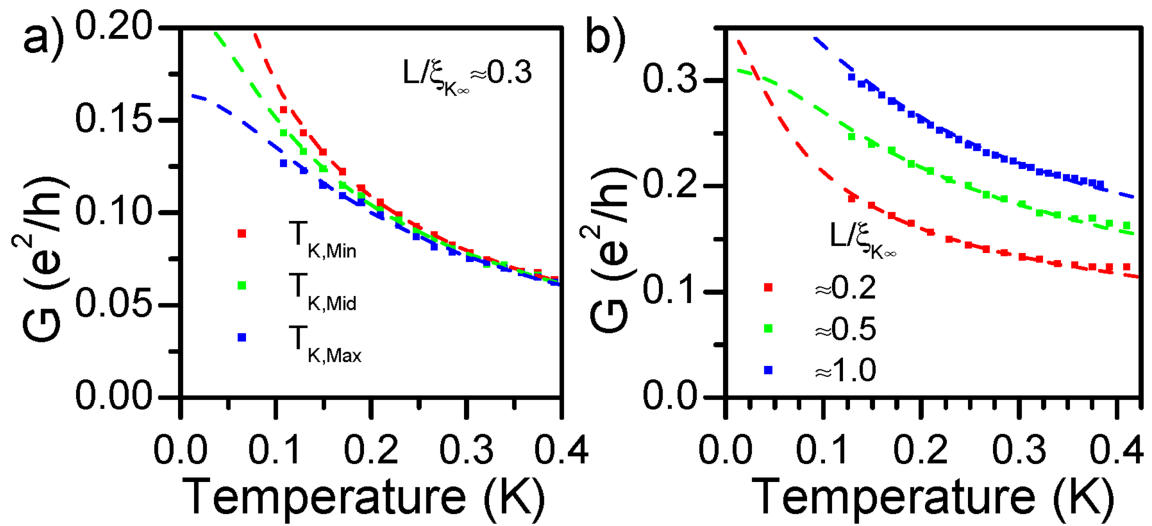 a)
L/ξK∞≈0.3
G (e²/h)
0.20
0.15
0.10
0.05
0.00
TK,Min
TK,Mid
TK,Max
0.0 0.1 0.2 0.3 0.4
Temperature (K)
b)
G (e²/h)
0.3
0.2
0.1
0.0
L/ξK∞
≈0.2
≈0.5
≈1.0
0.0 0.1 0.2 0.3 0.4
Temperature (K)